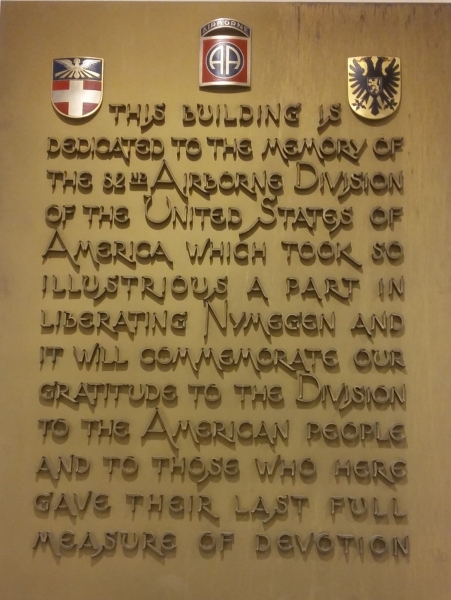 AIRBORNE
AA
THIS BUILDING IS
DEDICATED TO THE MEMORY OF
THE 82nd AIRBORNE DIVISION
OF THE UNITED STATES OF
AMERICA WHICH TOOK SO
ILLUSTRIOUS A PART IN
LIBERATING NYMEGEN AND
IT WILL COMMEMORATE OUR
GRATITUDE TO THE DIVISION
TO THE AMERICAN PEOPLE
AND TO THOSE WHO HERE
GAVE THEIR LAST FULL
MEASURE OF DEVOTION